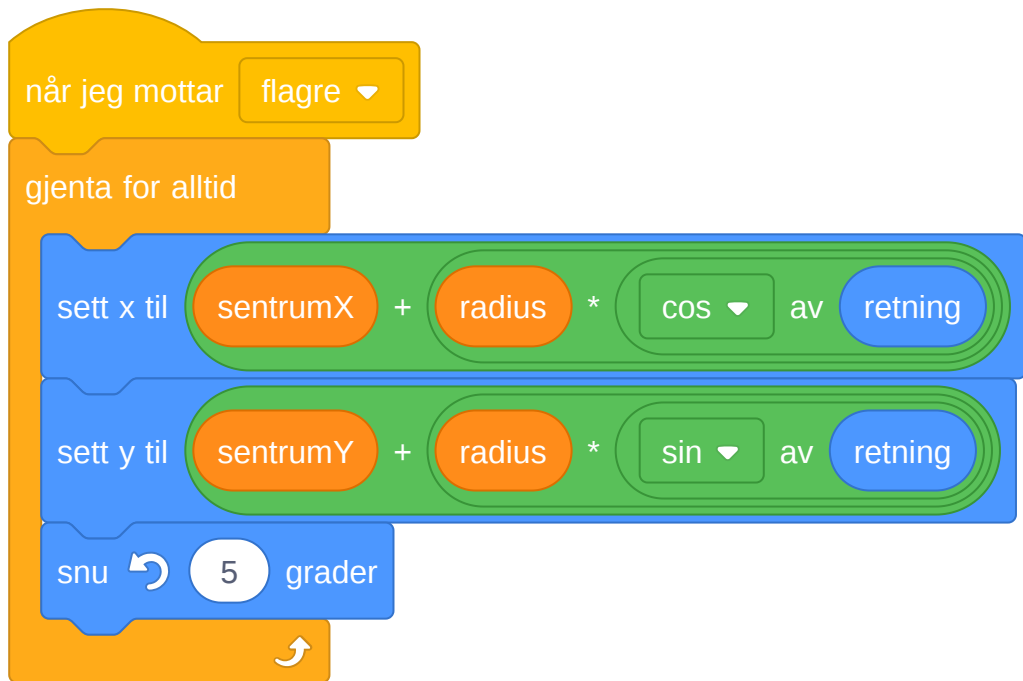 når jeg mottar flagre
gjenta for alltid
sett x til sentrumX + radius * cos av retning
sett y til sentrumY + radius * sin av retning
snu 5 grader